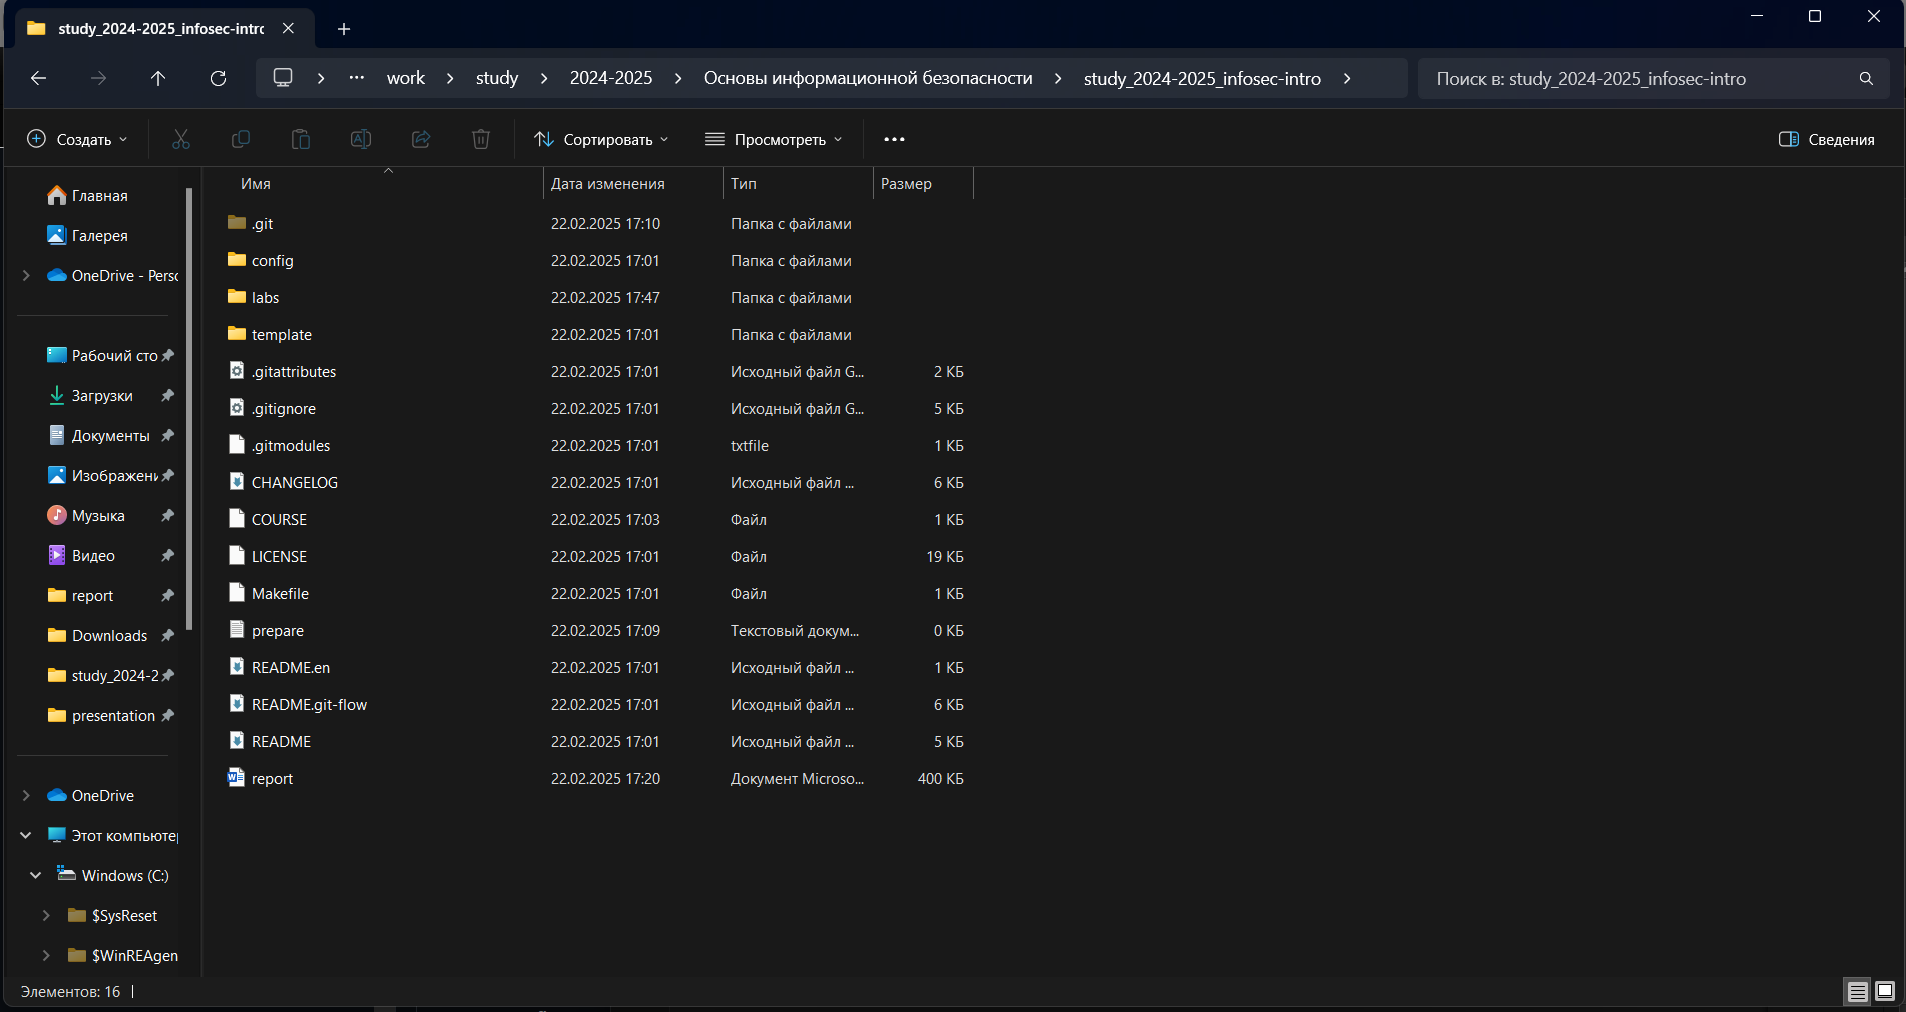 study_2024-2025_infosec-intro
work study 2024-2025 Основы информационной безопасности study_2024-2025_infosec-intro
Поиск в: study_2024-2025_infosec-intro
Создать Сортировать Просмотреть ••• Сведения
Имя Дата изменения Тип Размер
.git 22.02.2025 17:10 Папка с файлами
config 22.02.2025 17:01 Папка с файлами
labs 22.02.2025 17:47 Папка с файлами
template 22.02.2025 17:01 Папка с файлами
.gitattributes 22.02.2025 17:01 Исходный файл G... 2 КБ
.gitignore 22.02.2025 17:01 Исходный файл G... 5 КБ
.gitmodules 22.02.2025 17:01 txtfile 1 КБ
CHANGELOG 22.02.2025 17:01 Исходный файл ... 6 КБ
COURSE 22.02.2025 17:03 Файл 1 КБ
LICENSE 22.02.2025 17:01 Файл 19 КБ
Makefile 22.02.2025 17:01 Файл 1 КБ
prepare 22.02.2025 17:09 Текстовый докум... 0 КБ
README.en 22.02.2025 17:01 Исходный файл ... 1 КБ
README.git-flow 22.02.2025 17:01 Исходный файл ... 6 КБ
README 22.02.2025 17:01 Исходный файл ... 5 КБ
report 22.02.2025 17:20 Документ Microso... 400 КБ
Главная
Галерея
OneDrive - Perso
Рабочий сто
Загрузки
Документы
Изображени
Музыка
Видео
report
Downloads
study_2024-2
presentation
OneDrive
Этот компьютер
Windows (C:)
$SysReset
$WinREAgen
Элементов: 16